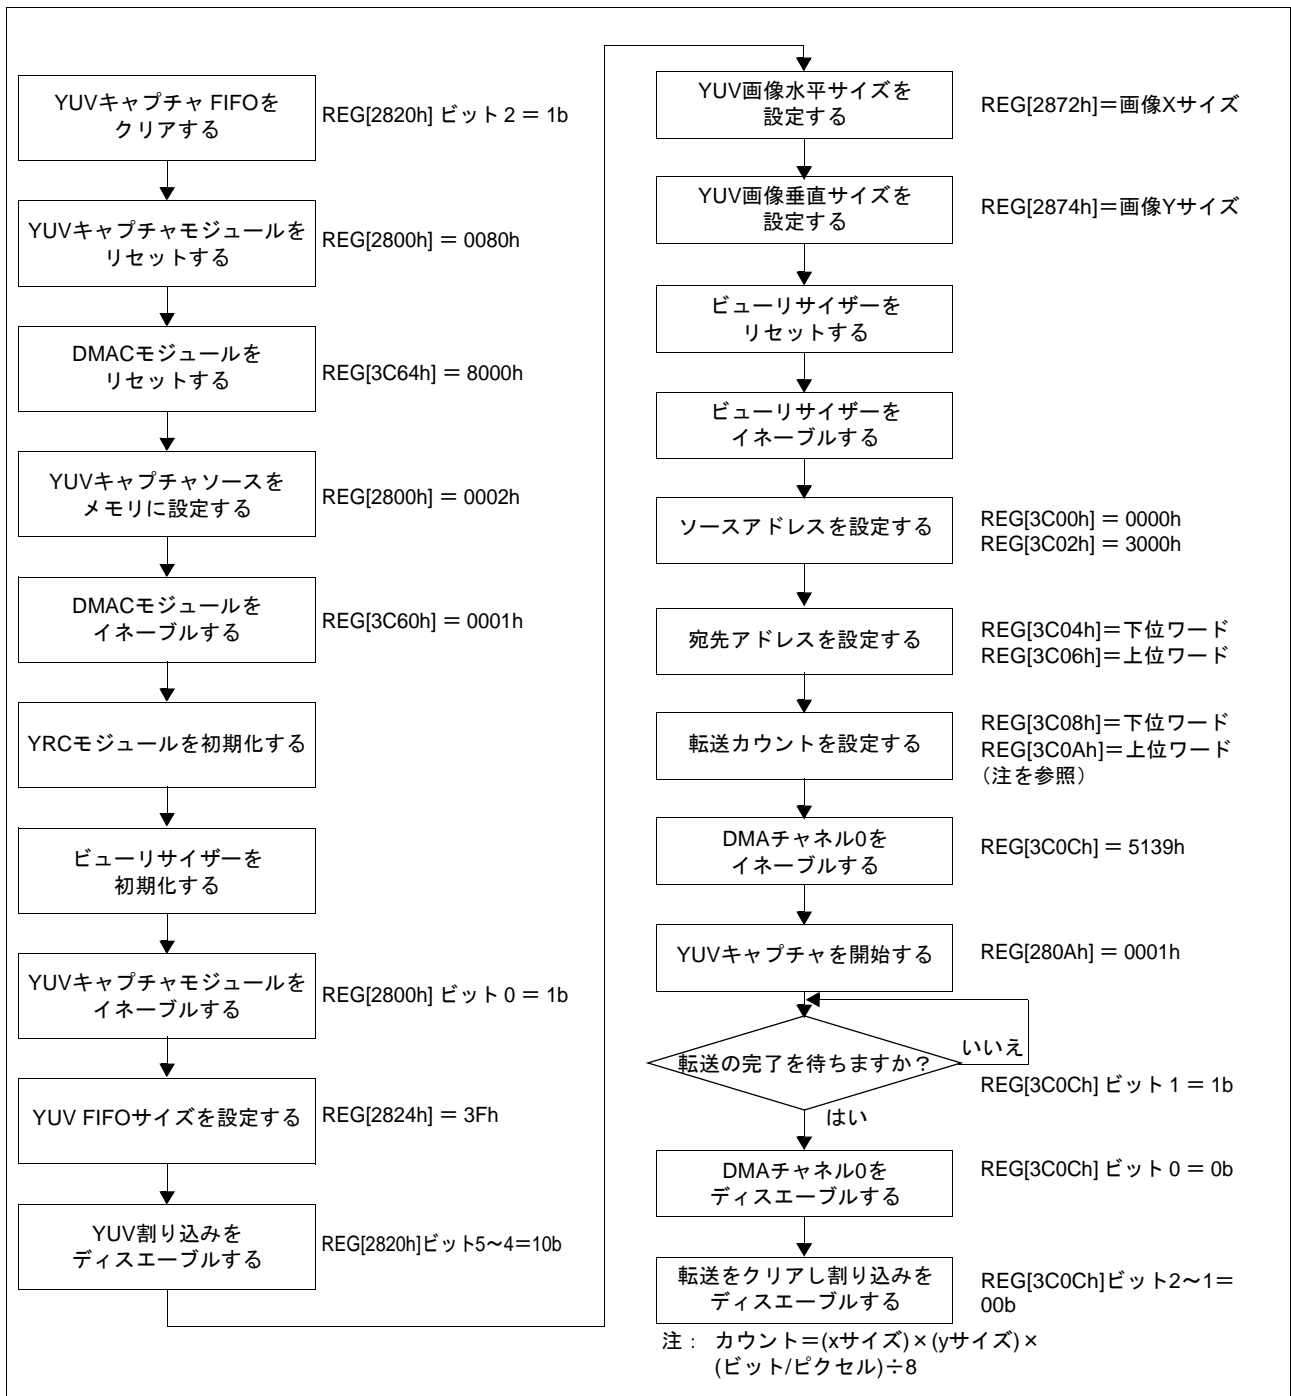 YUVキャプチャ FIFOを
クリアする
REG[2820h] ビット 2 = 1b
YUVキャプチャモジュールを
リセットする
REG[2800h] = 0080h
DMACモジュールを
リセットする
REG[3C64h] = 8000h
YUVキャプチャソースを
メモリに設定する
REG[2800h] = 0002h
DMACモジュールを
イネーブルする
REG[3C60h] = 0001h
YRCモジュールを初期化する
ビューリサイザーを
初期化する
YUVキャプチャモジュールを
イネーブルする
REG[2800h] ビット 0 = 1b
YUV FIFOサイズを設定する
REG[2824h] = 3Fh
YUV割り込みを
ディスエーブルする
REG[2820h]ビット5～4＝10b
YUV画像水平サイズを
設定する
REG[2872h]＝画像Xサイズ
YUV画像垂直サイズを
設定する
REG[2874h]＝画像Yサイズ
ビューリサイザーを
リセットする
ビューリサイザーを
イネーブルする
ソースアドレスを設定する
REG[3C00h] = 0000h
REG[3C02h] = 3000h
宛先アドレスを設定する
REG[3C04h]＝下位ワード
REG[3C06h]＝上位ワード
転送カウントを設定する
REG[3C08h]＝下位ワード
REG[3C0Ah]＝上位ワード
（注を参照）
DMAチャネル0を
イネーブルする
REG[3C0Ch] = 5139h
YUVキャプチャを開始する
REG[280Ah] = 0001h
転送の完了を待ちますか？
いいえ
REG[3C0Ch] ビット 1 = 1b
はい
DMAチャネル0を
ディスエーブルする
REG[3C0Ch] ビット 0 = 0b
転送をクリアし割り込みを
ディスエーブルする
REG[3C0Ch]ビット2～1＝
00b
注： カウント＝(xサイズ)×(yサイズ)×
(ビット/ピクセル)÷8